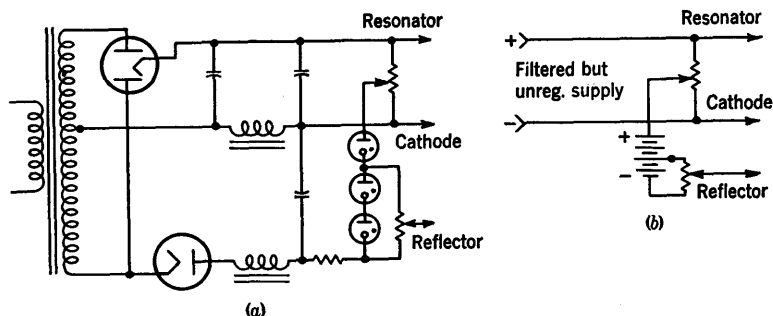 Resonator
Cathode
Reflector
(a)
+
Filtered but
unreg. supply
-
Resonator
Cathode
+
-
Reflector
(b)